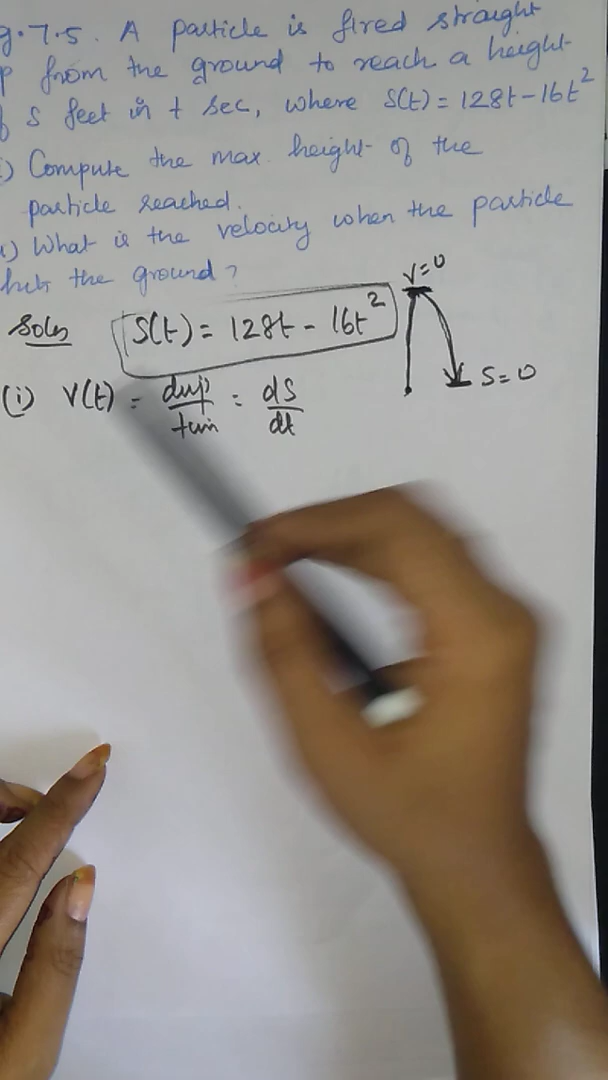 g. 7.5. A particle is fired straight
p from the ground to reach a height
f s feet in t sec, where S(t) = 128t - 16t²
i) Compute the max. height of the
particle reached.
i) What is the velocity when the particle
hits the ground?
V=0
Soln S(t) = 128t - 16t²
S=0
(i) V(t) = disp/time = ds/dt